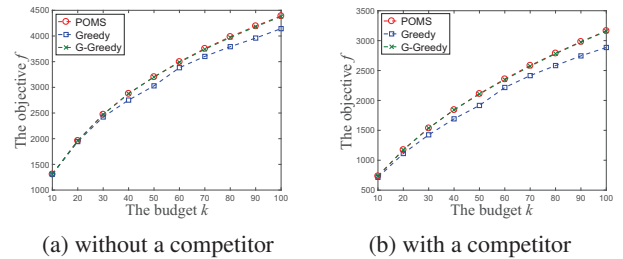 4500
4000
3500
3000
2500
2000
1500
1000
The objective f
POMS
Greedy
G-Greedy
10 20 30 40 50 60 70 80 90 100
The budget k
(a) without a competitor
3500
3000
2500
2000
1500
1000
500
The objective f
POMS
Greedy
G-Greedy
10 20 30 40 50 60 70 80 90 100
The budget k
(b) with a competitor